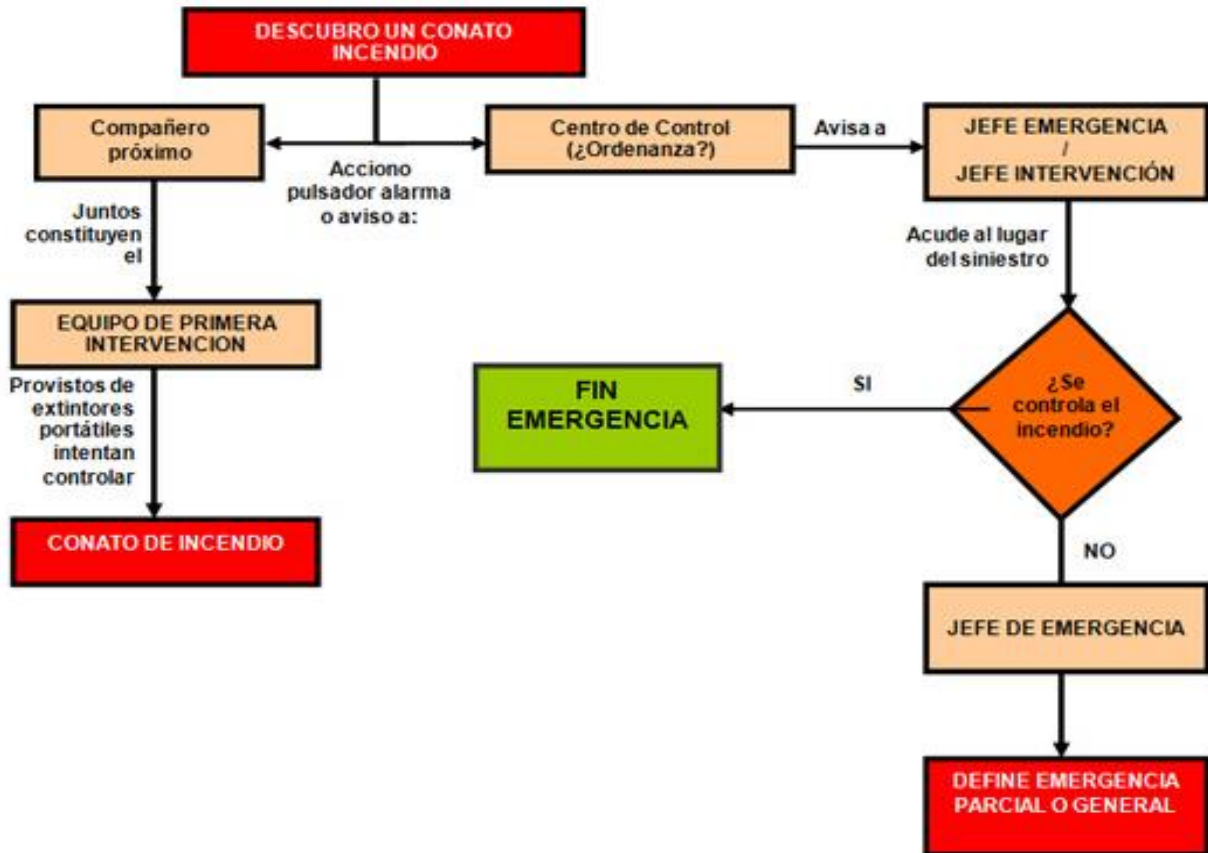 DESCUBRO UN CONATO
INCENDIO
Compañero
próximo
Acciono
pulsador alarma
o aviso a:
Centro de Control
(¿Ordenanza?)
Avisa a
JEFE EMERGENCIA
/
JEFE INTERVENCIÓN
Juntos
constituyen
el
Acude al lugar
del siniestro
EQUIPO DE PRIMERA
INTERVENCION
Provistos de
extintores
portátiles
intentan
controlar
FIN
EMERGENCIA
SI
¿Se
controla el
incendio?
CONATO DE INCENDIO
NO
JEFE DE EMERGENCIA
DEFINE EMERGENCIA
PARCIAL O GENERAL